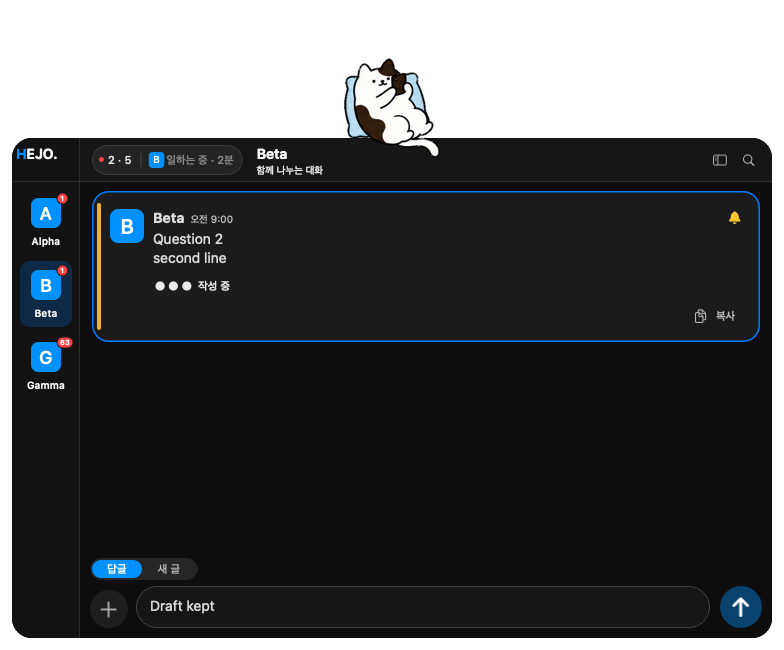 HEJO.
2 · 5
B 일하는 중 · 2분
Beta
함께 나누는 대화
A
1
Alpha
B
1
Beta
G
63
Gamma
B
Beta 오전 9:00
Question 2
second line
작성 중
복사
답글
새 글
Draft kept